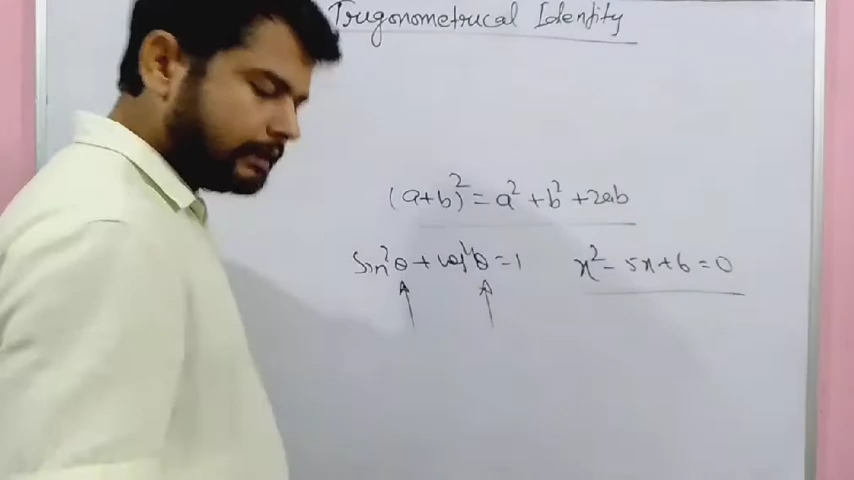 Trigonometrical Identity
(a+b)² = a² + b² + 2ab
Sin²θ + cos²θ = 1
x² - 5x + 6 = 0